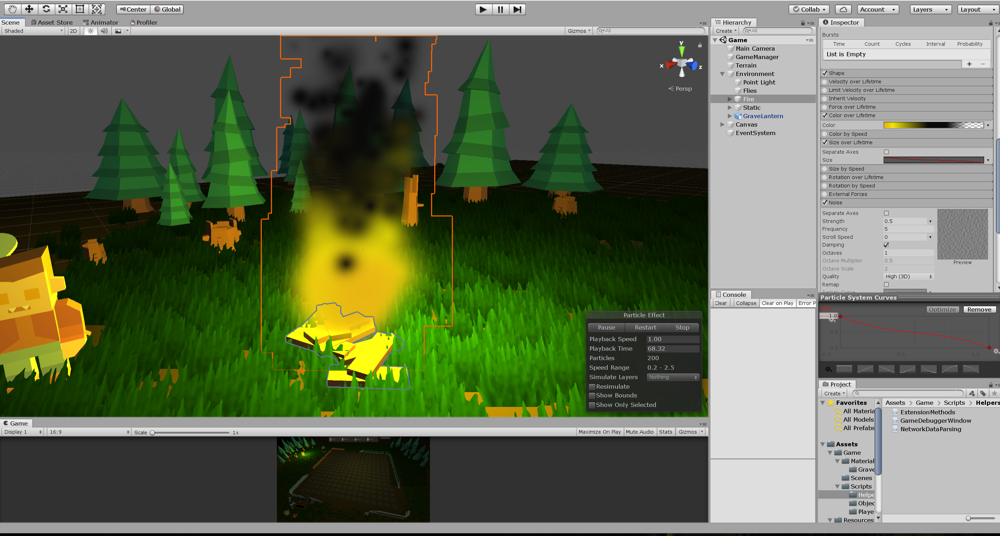 Center Global
Collab Account Layers Layout
Scene Asset Store Animator Profiler
Shaded 2D Gizmos All
y
x z
Persp
Particle Effect
Pause Restart Stop
Playback Speed 1.00
Playback Time 68.32
Particles 200
Speed Range 0.2 - 2.5
Simulate Layers Nothing
Resimulate
Show Bounds
Show Only Selected
Game
Display 1 16:9 Scale 1x Maximize On Play Mute Audio Stats Gizmos
Hierarchy
Create All
Game
Main Camera
GameManager
Terrain
Environment
Point Light
Flies
Fire
Static
GraveLantern
Canvas
EventSystem
Console
Clear Collapse Clear on Play Error P
Inspector
Bursts
Time Count Cycles Interval Probability
List is Empty
+ −
Shape
Velocity over Lifetime
Limit Velocity over Lifetime
Inherit Velocity
Force over Lifetime
Color over Lifetime
Color
Color by Speed
Size over Lifetime
Separate Axes
Size
Size by Speed
Rotation over Lifetime
Rotation by Speed
External Forces
Noise
Separate Axes
Strength 0.5
Frequency 5
Scroll Speed 0
Damping
Octaves 1
Octave Multiplier 0.5
Octave Scale 2
Quality High (3D)
Remap
Remap Curve
Preview
Particle System Curves
Size Optimize Remove
1.0
0.5
0.0
0.0 0.5 1.0
Project
Create
Favorites
All Materia
All Models
All Prefabs
Assets
Game
Material
Grave
Scenes
Scripts
Helpe
Objec
Playe
Resources
Assets > Game > Scripts > Helpers
ExtensionMethods
GameDebuggerWindow
NetworkDataParsing